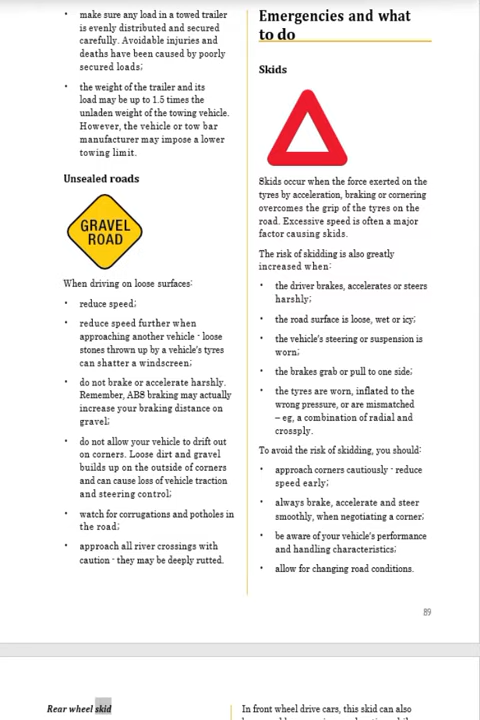 • make sure any load in a towed trailer
is evenly distributed and secured
carefully. Avoidable injuries and
deaths have been caused by poorly
secured loads;
• the weight of the trailer and its
load may be up to 1.5 times the
unladen weight of the towing vehicle.
However, the vehicle or tow bar
manufacturer may impose a lower
towing limit.
Unsealed roads
GRAVEL
ROAD
When driving on loose surfaces:
• reduce speed;
• reduce speed further when
approaching another vehicle - loose
stones thrown up by a vehicle's tyres
can shatter a windscreen;
• do not brake or accelerate harshly.
Remember, ABS braking may actually
increase your braking distance on
gravel;
• do not allow your vehicle to drift out
on corners. Loose dirt and gravel
builds up on the outside of corners
and can cause loss of vehicle traction
and steering control;
• watch for corrugations and potholes in
the road;
• approach all river crossings with
caution - they may be deeply rutted.
Emergencies and what
to do
Skids
Skids occur when the force exerted on the
tyres by acceleration, braking or cornering
overcomes the grip of the tyres on the
road. Excessive speed is often a major
factor causing skids.
The risk of skidding is also greatly
increased when:
• the driver brakes, accelerates or steers
harshly;
• the road surface is loose, wet or icy;
• the vehicle's steering or suspension is
worn;
• the brakes grab or pull to one side;
• the tyres are worn, inflated to the
wrong pressure, or are mismatched
– eg, a combination of radial and
crossply.
To avoid the risk of skidding, you should:
• approach corners cautiously - reduce
speed early;
• always brake, accelerate and steer
smoothly, when negotiating a corner;
• be aware of your vehicle's performance
and handling characteristics;
• allow for changing road conditions.
89
Rear wheel skid
In front wheel drive cars, this skid can also